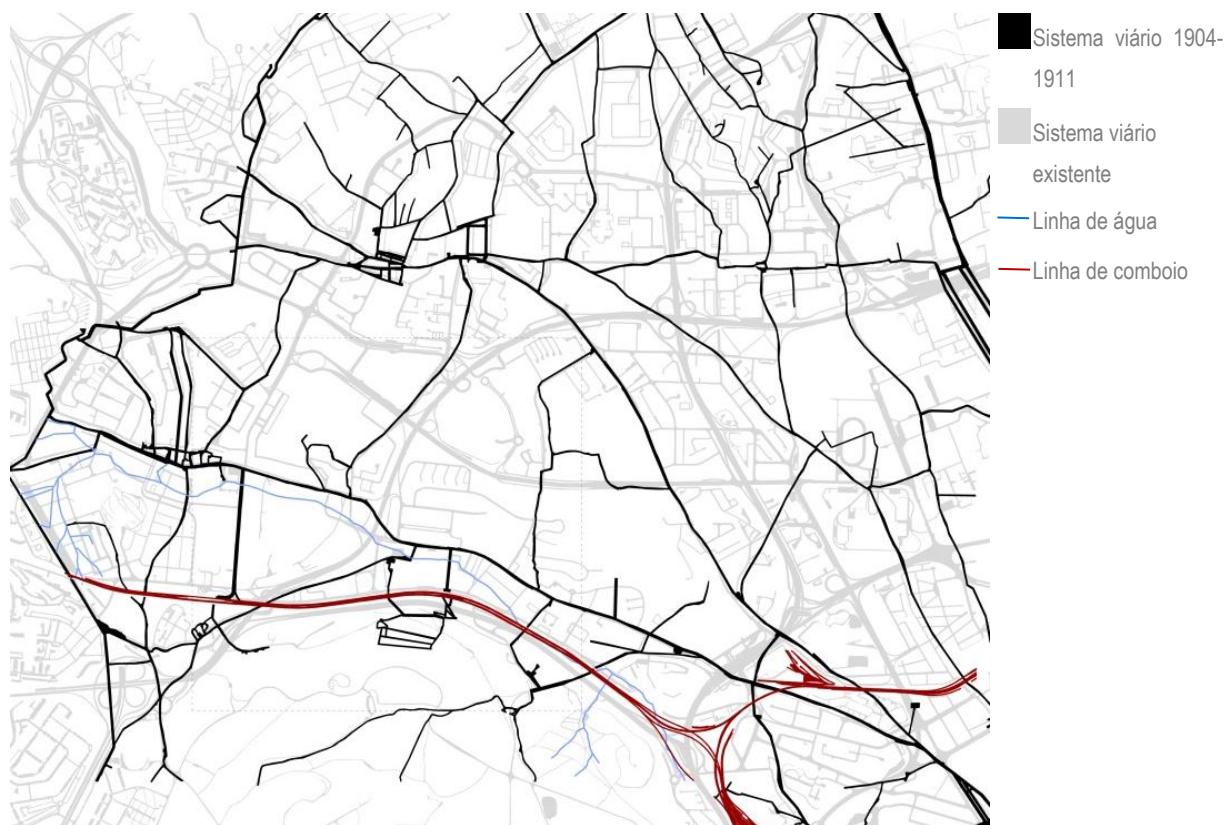 Sistema viário 1904-
1911
Sistema viário
existente
Linha de água
Linha de comboio